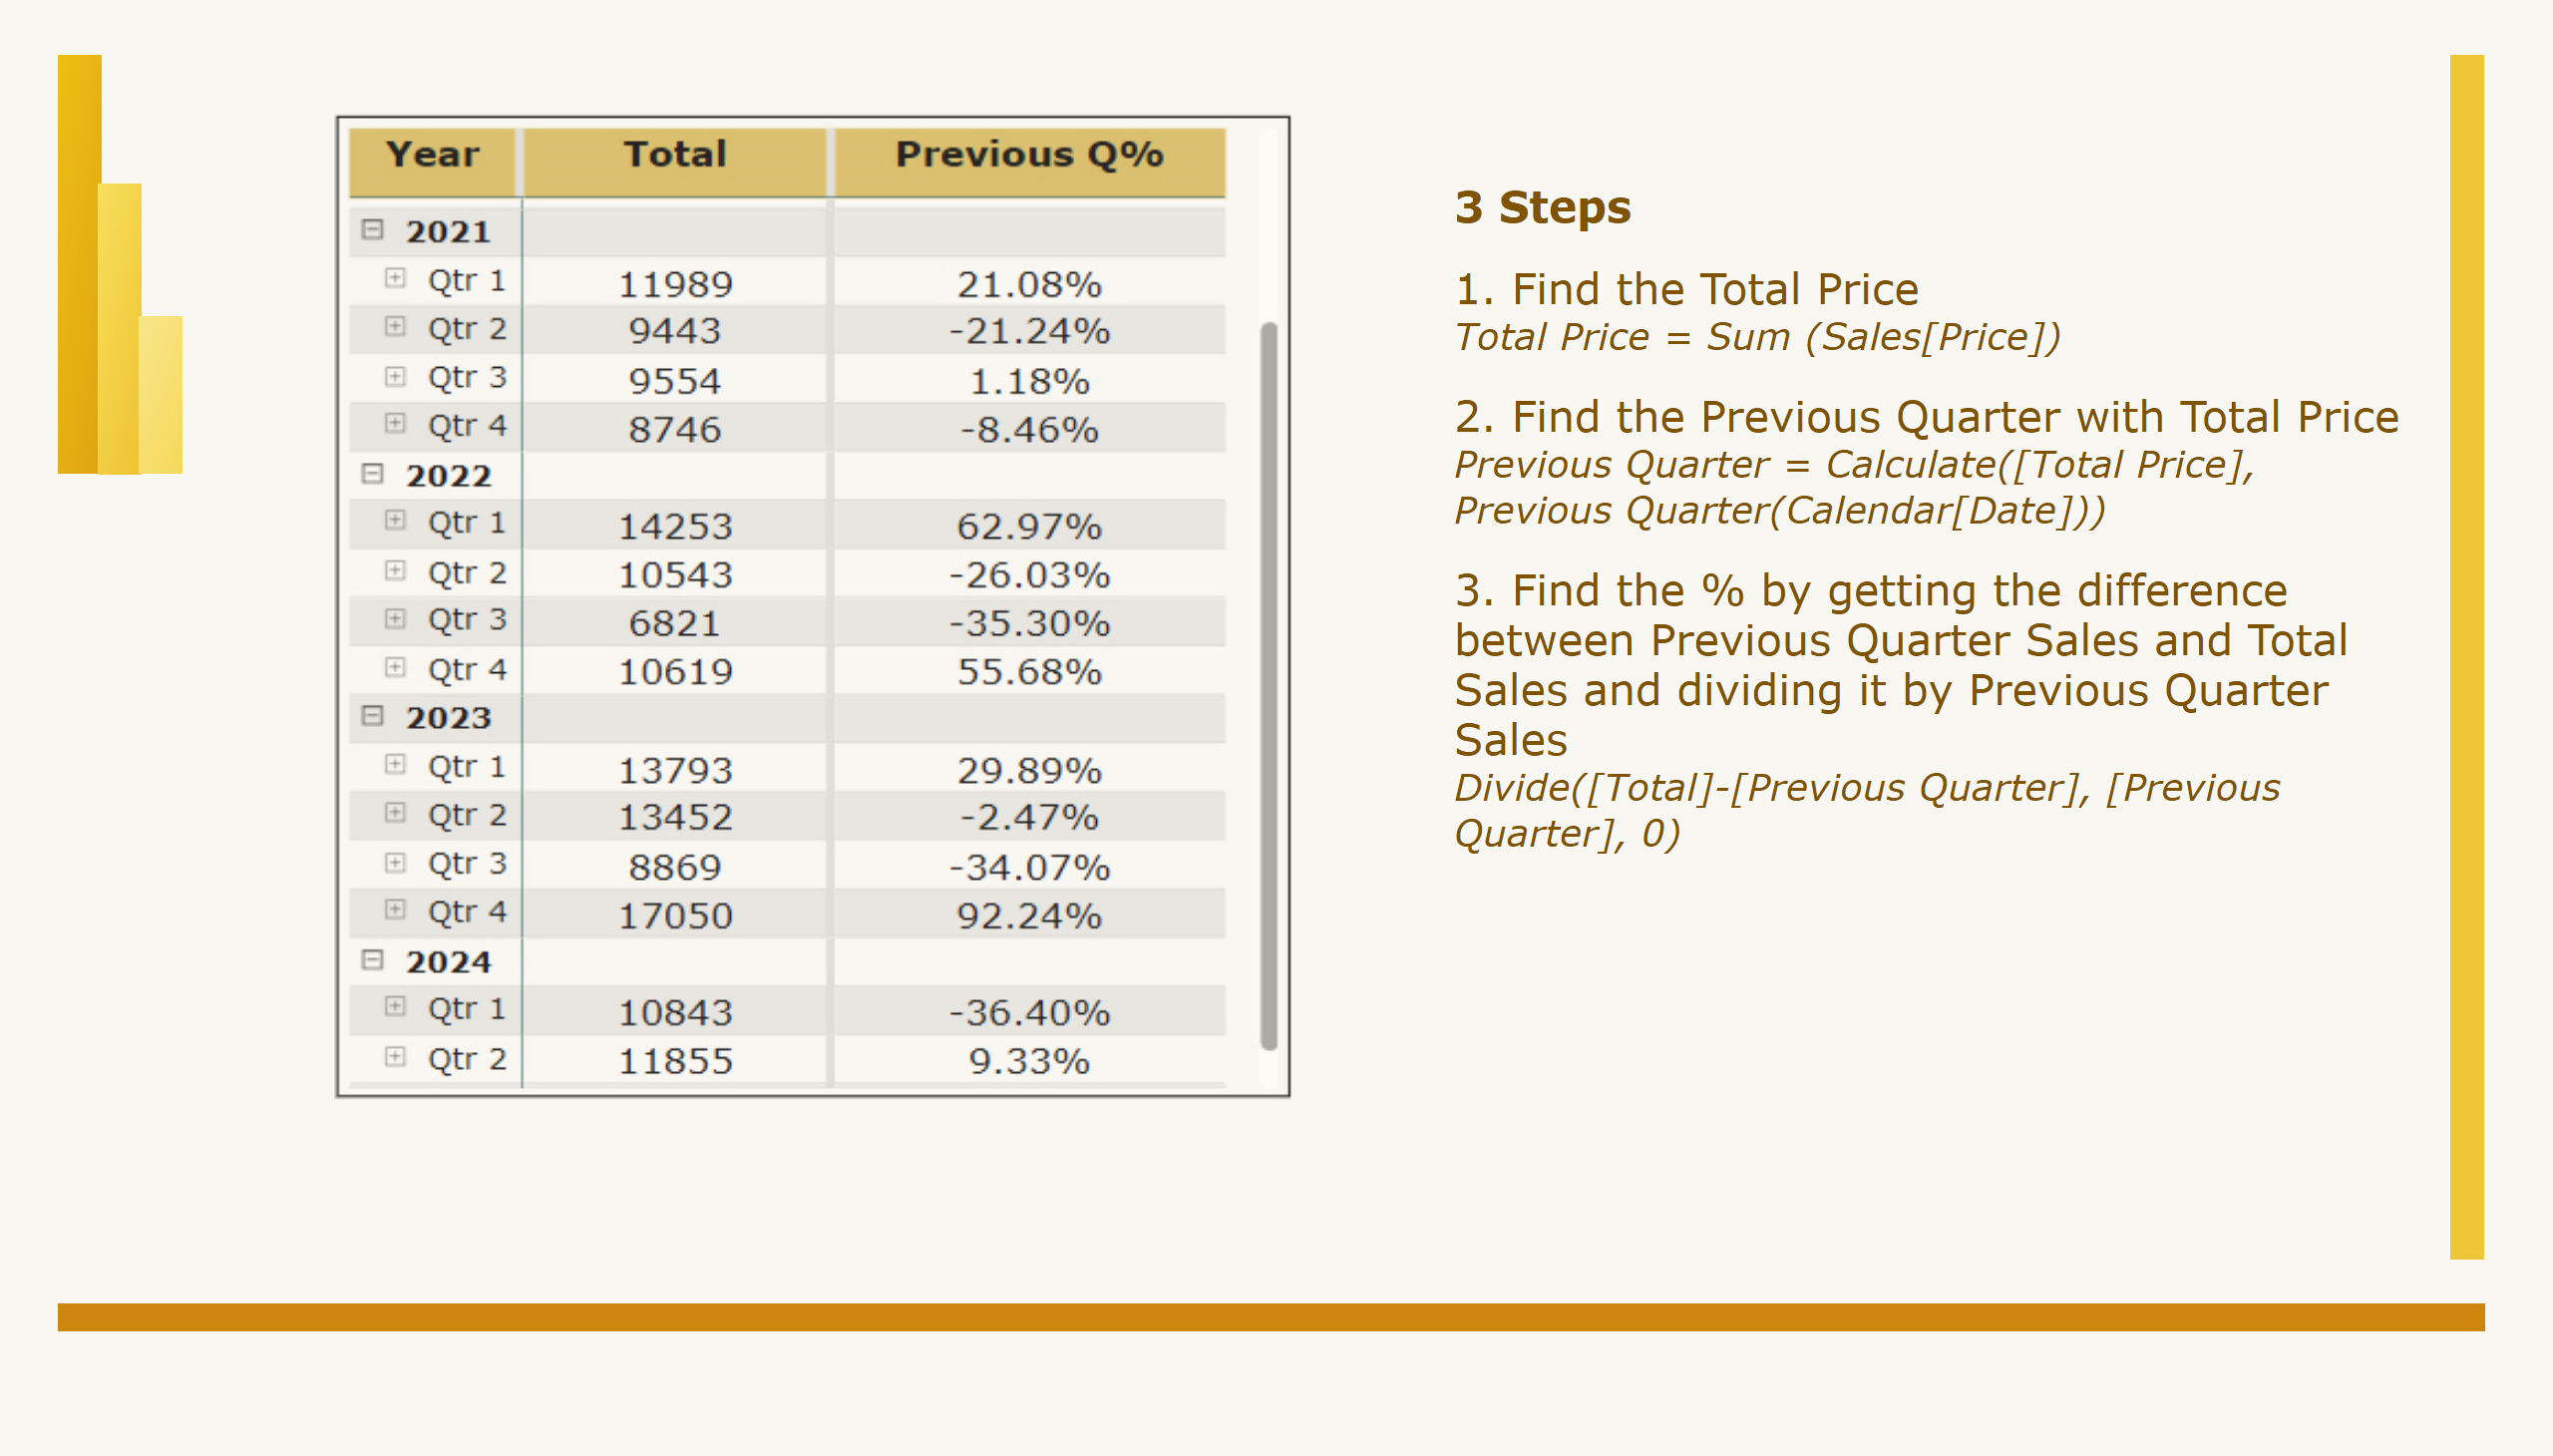 Year Total Previous Q%
2021
Qtr 1 11989 21.08%
Qtr 2 9443 -21.24%
Qtr 3 9554 1.18%
Qtr 4 8746 -8.46%
2022
Qtr 1 14253 62.97%
Qtr 2 10543 -26.03%
Qtr 3 6821 -35.30%
Qtr 4 10619 55.68%
2023
Qtr 1 13793 29.89%
Qtr 2 13452 -2.47%
Qtr 3 8869 -34.07%
Qtr 4 17050 92.24%
2024
Qtr 1 10843 -36.40%
Qtr 2 11855 9.33%
3 Steps
1. Find the Total Price
Total Price = Sum (Sales[Price])
2. Find the Previous Quarter with Total Price
Previous Quarter = Calculate([Total Price],
Previous Quarter(Calendar[Date]))
3. Find the % by getting the difference
between Previous Quarter Sales and Total
Sales and dividing it by Previous Quarter
Sales
Divide([Total]-[Previous Quarter], [Previous
Quarter], 0)